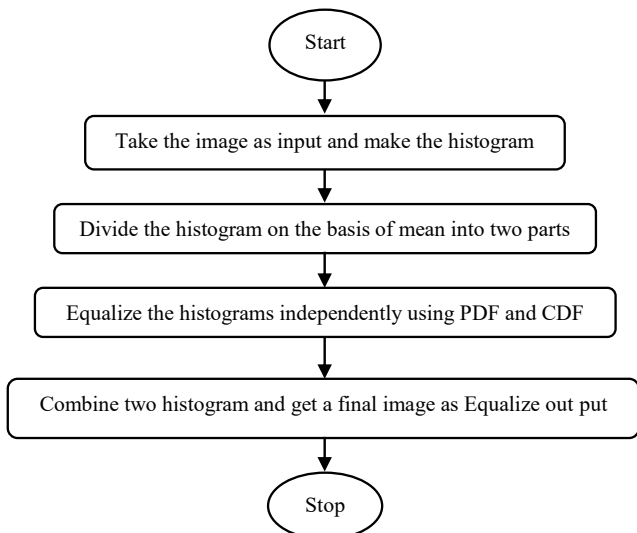 Start
Take the image as input and make the histogram
Divide the histogram on the basis of mean into two parts
Equalize the histograms independently using PDF and CDF
Combine two histogram and get a final image as Equalize out put
Stop